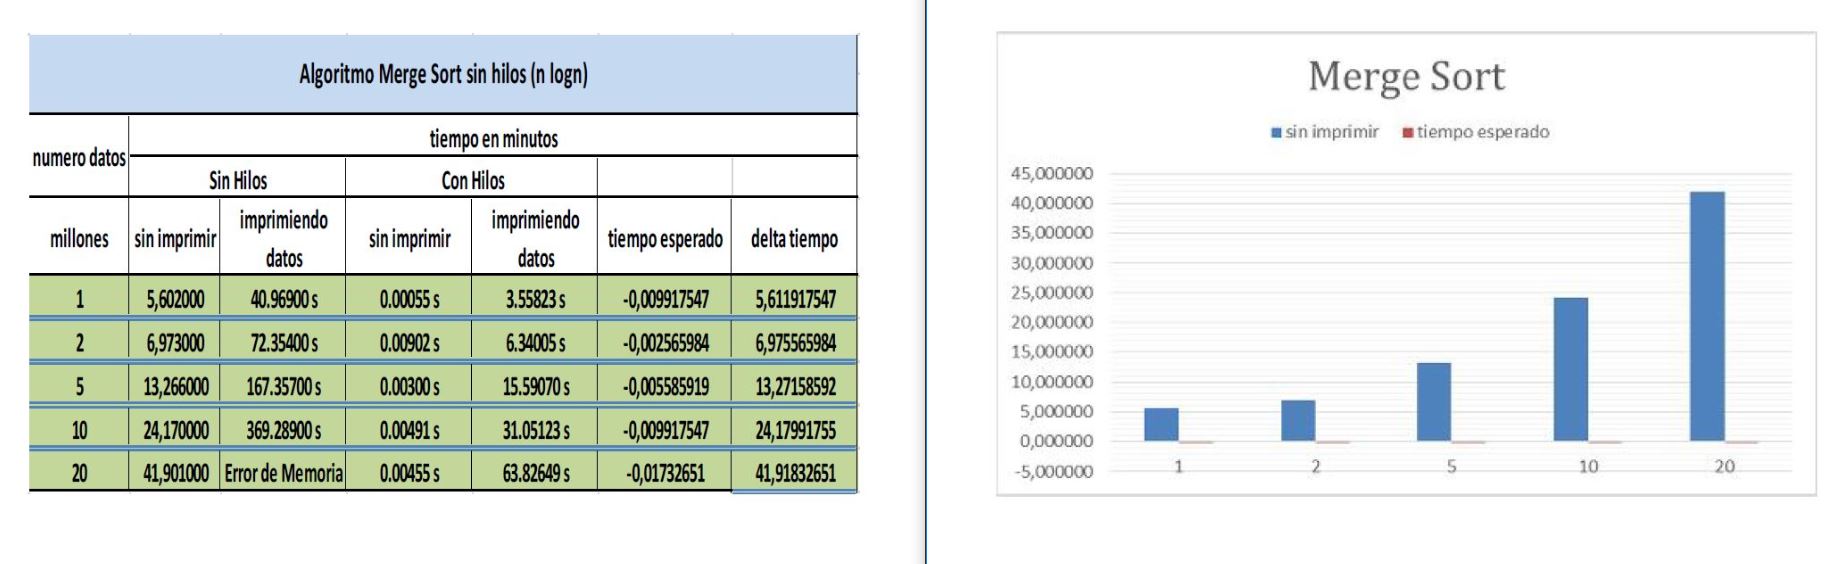 Algoritmo Merge Sort sin hilos (n logn)
numero datos
tiempo en minutos
Sin Hilos Con Hilos
millones sin imprimir imprimiendo datos sin imprimir imprimiendo datos tiempo esperado delta tiempo
1 5,602000 40.96900 s 0.00055 s 3.55823 s -0,009917547 5,611917547
2 6,973000 72.35400 s 0.00902 s 6.34005 s -0,002565984 6,975565984
5 13,266000 167.35700 s 0.00300 s 15.59070 s -0,005585919 13,27158592
10 24,170000 369.28900 s 0.00491 s 31.05123 s -0,009917547 24,17991755
20 41,901000 Error de Memoria 0.00455 s 63.82649 s -0,01732651 41,91832651
Merge Sort
sin imprimir tiempo esperado
45,000000
40,000000
35,000000
30,000000
25,000000
20,000000
15,000000
10,000000
5,000000
0,000000
-5,000000
1 2 5 10 20